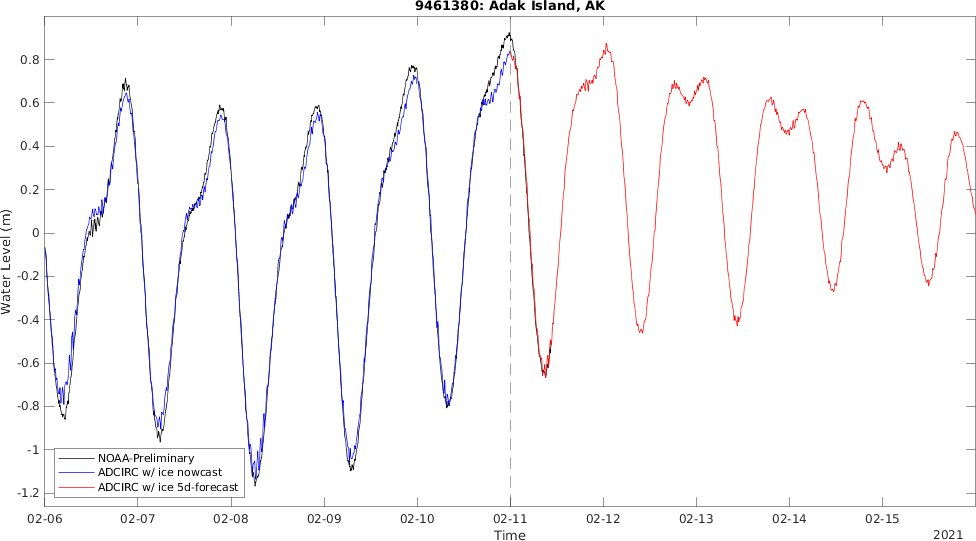 9461380: Adak Island, AK
Water Level (m)
0.8
0.6
0.4
0.2
0
-0.2
-0.4
-0.6
-0.8
-1
-1.2
NOAA-Preliminary
ADCIRC w/ ice nowcast
ADCIRC w/ ice 5d-forecast
02-06 02-07 02-08 02-09 02-10 02-11 02-12 02-13 02-14 02-15
Time
2021